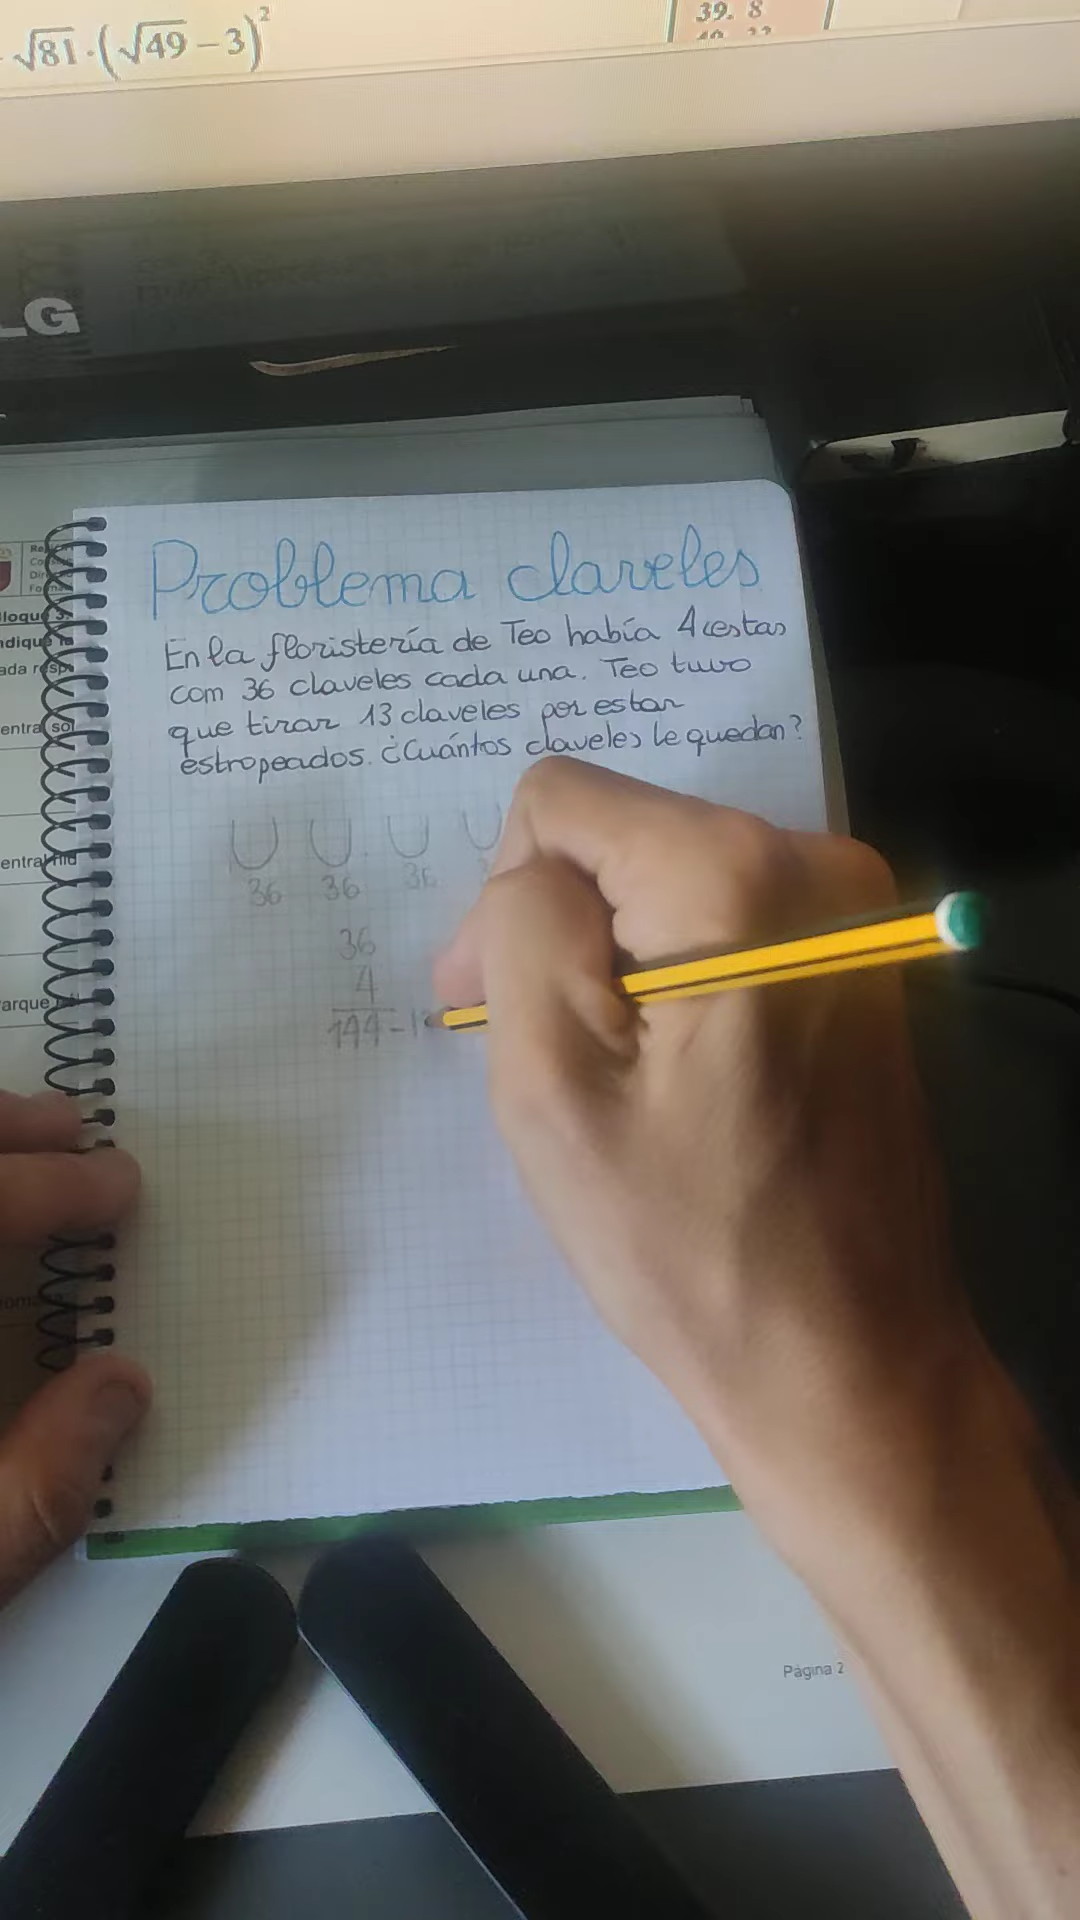 √81·(√49-3)²
39. 8
LG
Problema claveles
En la floristería de Teo había 4 cestas
com 36 claveles cada una. Teo tuvo
que tirar 13 claveles por estar
estropeados. ¿Cuántos claveles le quedan?
36 36 36
36
4
144-1
Página 2